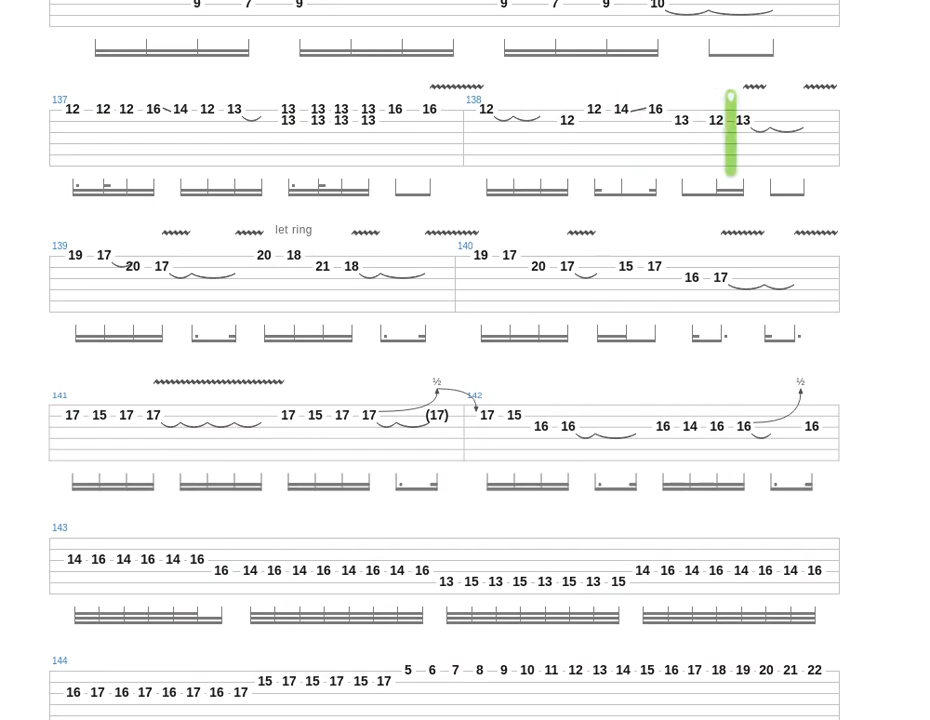 9 7 9 9 7 9 10
137 12 12 12 16 14 12 13 13 13 13 13 16 16 138 12 12 14 16
13 13 13 13 12 13 12 13
let ring
139 19 17 20 18 140 19 17
20 17 21 18 20 17 15 17
16 17
½ ½
141 142
17 15 17 17 17 15 17 17 (17) 17 15
16 16 16 14 16 16 16
143
14 16 14 16 14 16
16 14 16 14 16 14 16 14 16 14 16 14 16 14 16 14 16
13 15 13 15 13 15 13 15
144
5 6 7 8 9 10 11 12 13 14 15 16 17 18 19 20 21 22
15 17 15 17 15 17
16 17 16 17 16 17 16 17